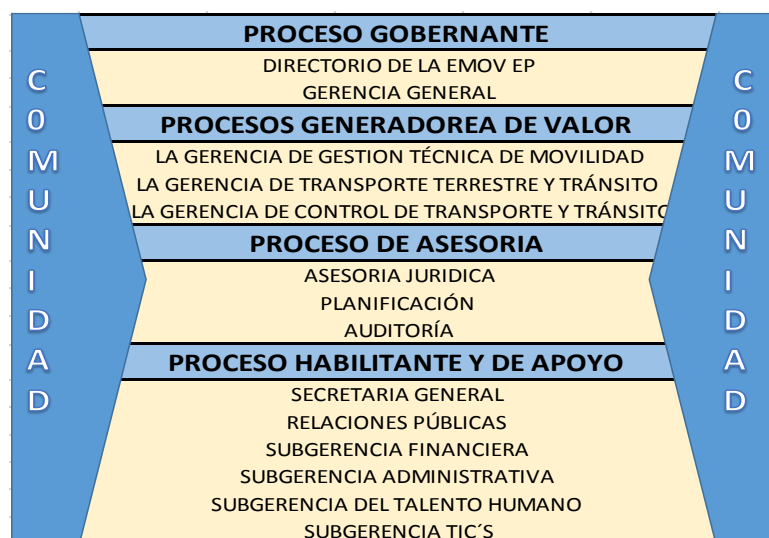 PROCESO GOBERNANTE
DIRECTORIO DE LA EMOV EP
GERENCIA GENERAL
PROCESOS GENERADOREA DE VALOR
LA GERENCIA DE GESTION TÉCNICA DE MOVILIDAD
LA GERENCIA DE TRANSPORTE TERRESTRE Y TRÁNSITO
LA GERENCIA DE CONTROL DE TRANSPORTE Y TRÁNSITO
PROCESO DE ASESORIA
ASESORIA JURIDICA
PLANIFICACIÓN
AUDITORÍA
PROCESO HABILITANTE Y DE APOYO
SECRETARIA GENERAL
RELACIONES PÚBLICAS
SUBGERENCIA FINANCIERA
SUBGERENCIA ADMINISTRATIVA
SUBGERENCIA DEL TALENTO HUMANO
SUBGERENCIA TIC´S
C0MUNIDAD
C0MUNIDAD